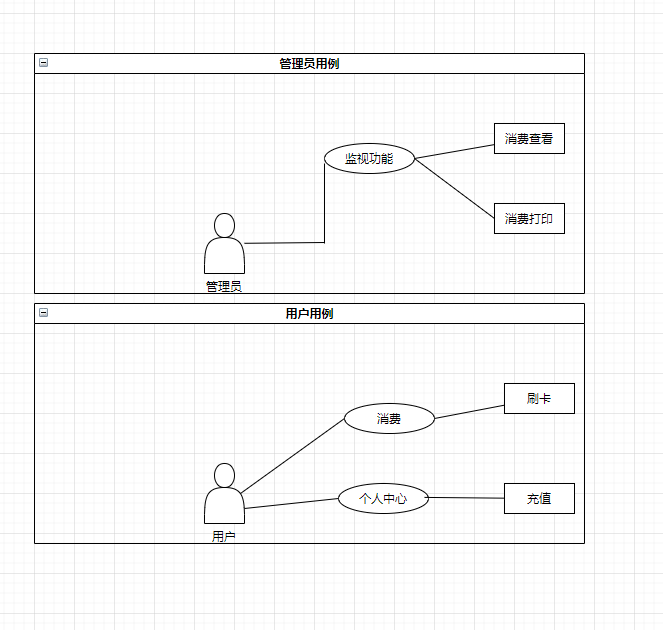 管理员用例
监视功能
消费查看
消费打印
管理员
用户用例
消费
刷卡
个人中心
充值
用户